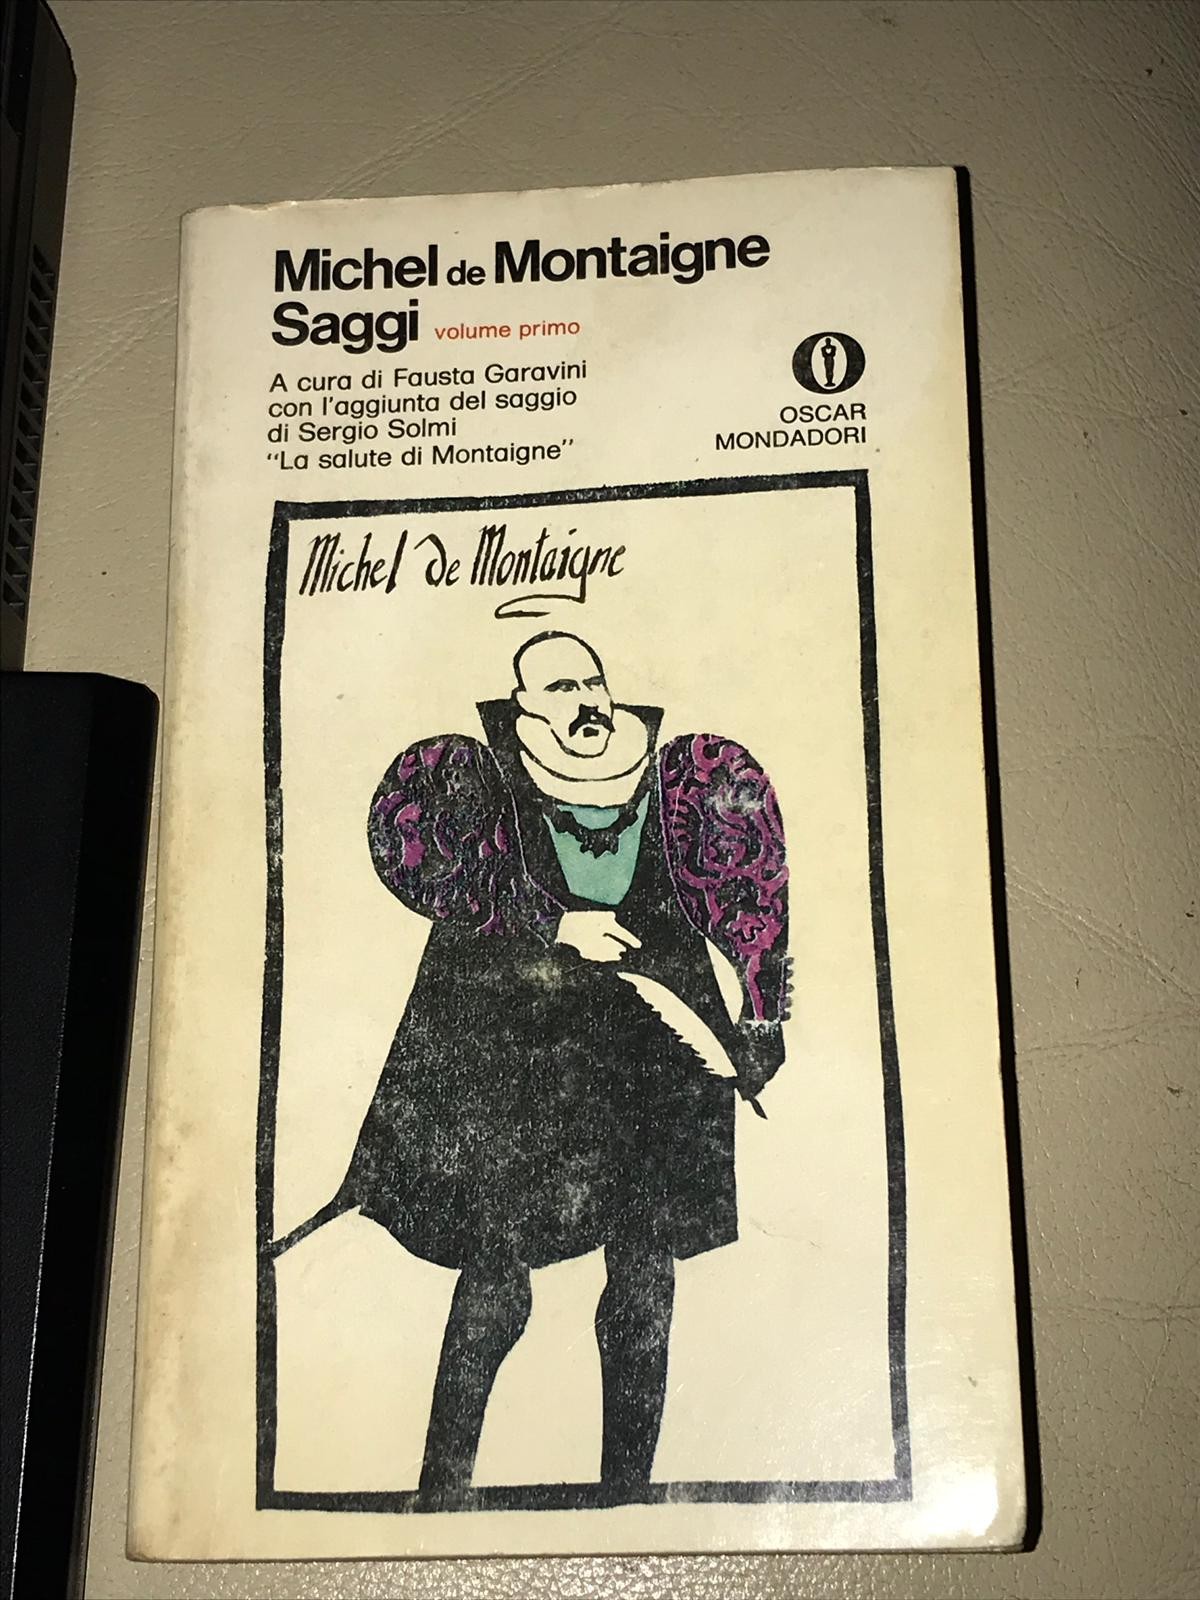 Michel de Montaigne
Saggi volume primo
A cura di Fausta Garavini
con l'aggiunta del saggio
di Sergio Solmi
“La salute di Montaigne”
OSCAR
MONDADORI
Michel de Montaigne